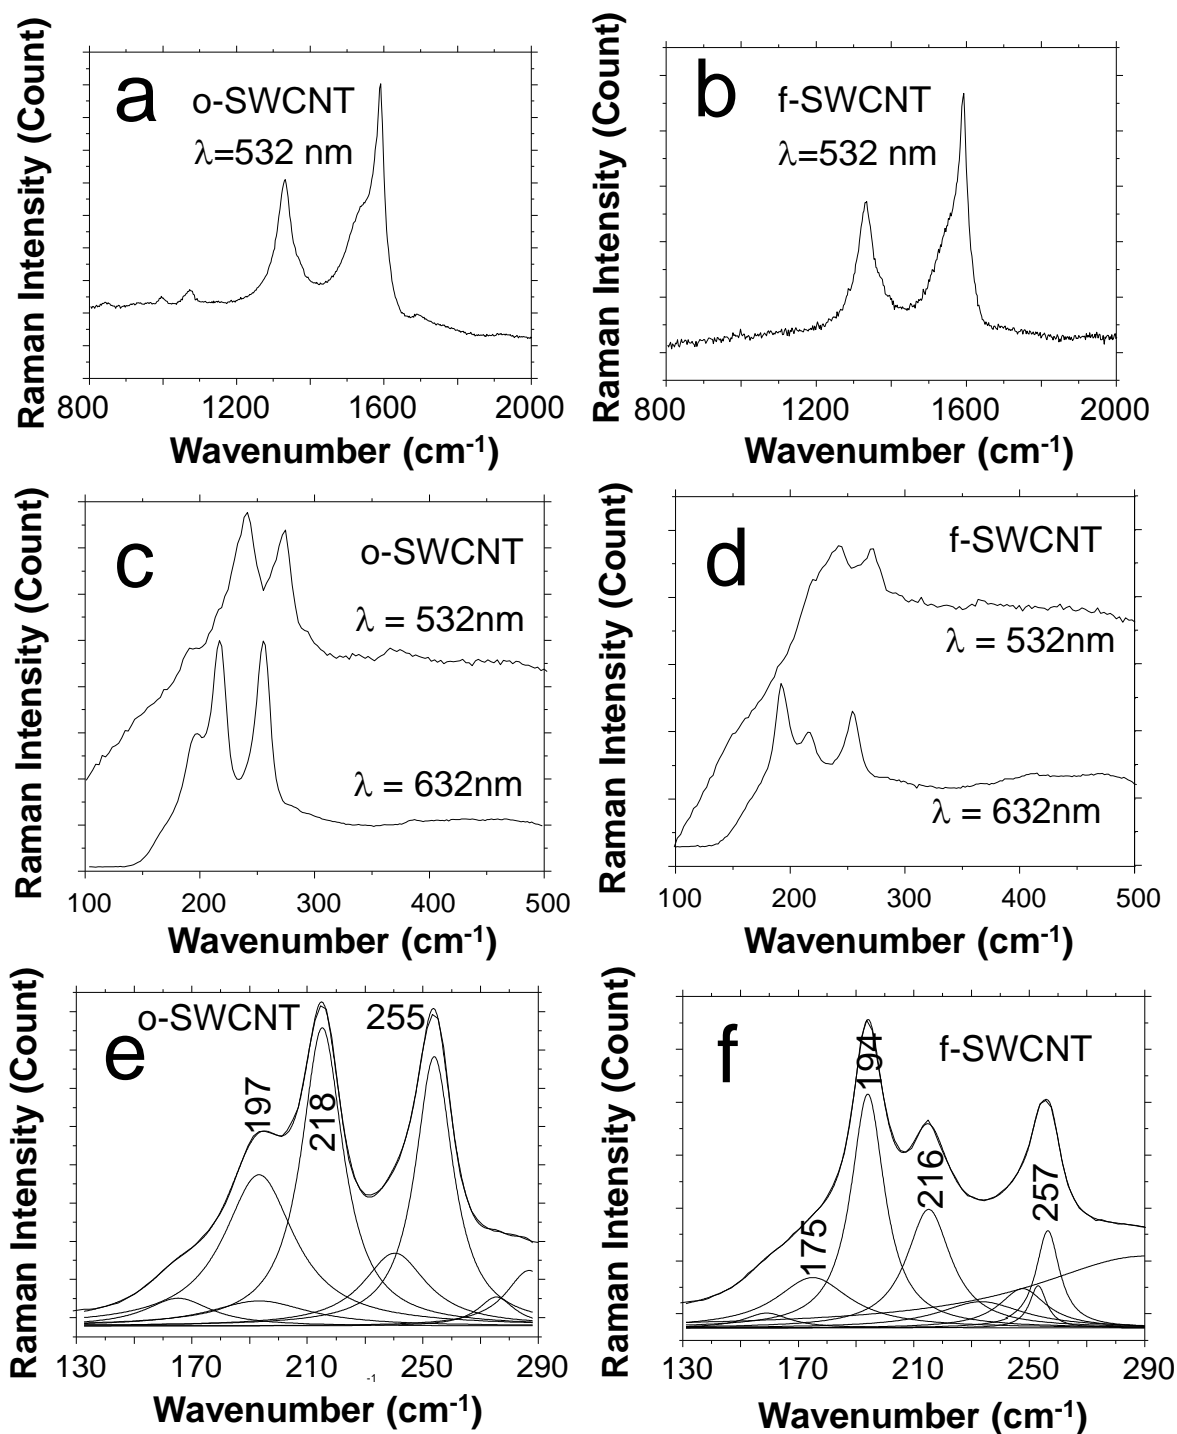 a
o-SWCNT
λ=532 nm
Raman Intensity (Count)
800 1200 1600 2000
Wavenumber (cm-1)
b
f-SWCNT
λ=532 nm
Raman Intensity (Count)
800 1200 1600 2000
Wavenumber (cm-1)
c
o-SWCNT
λ = 532nm
λ = 632nm
Raman Intensity (Count)
100 200 300 400 500
Wavenumber (cm-1)
d
f-SWCNT
λ = 532nm
λ = 632nm
Raman Intensity (Count)
100 200 300 400 500
Wavenumber (cm-1)
e
o-SWCNT
255
197
218
Raman Intensity (Count)
130 170 210 250 290
-1
Wavenumber (cm-1)
f
f-SWCNT
194
216
257
175
Raman Intensity (Count)
130 170 210 250 290
Wavenumber (cm-1)